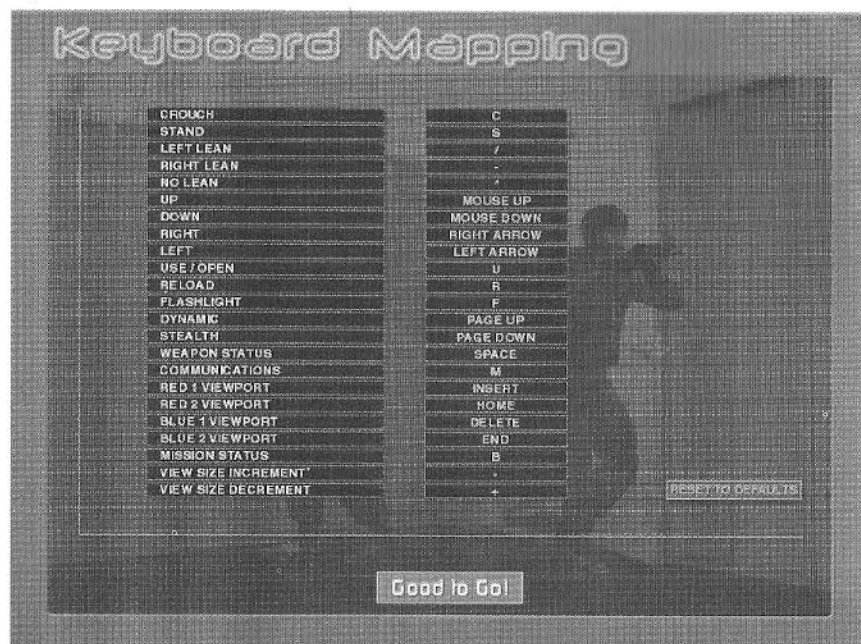 Keyboard Mapping
CROUCH C
STAND S
LEFT LEAN /
RIGHT LEAN -
NO LEAN
UP MOUSE UP
DOWN MOUSE DOWN
RIGHT RIGHT ARROW
LEFT LEFT ARROW
USE / OPEN U
RELOAD R
FLASHLIGHT F
DYNAMIC PAGE UP
STEALTH PAGE DOWN
WEAPON STATUS SPACE
COMMUNICATIONS M
RED 1 VIEWPORT INSERT
RED 2 VIEWPORT HOME
BLUE 1 VIEWPORT DELETE
BLUE 2 VIEWPORT END
MISSION STATUS B
VIEW SIZE INCREMENT
VIEW SIZE DECREMENT +
RESET TO DEFAULTS
Good to Go!